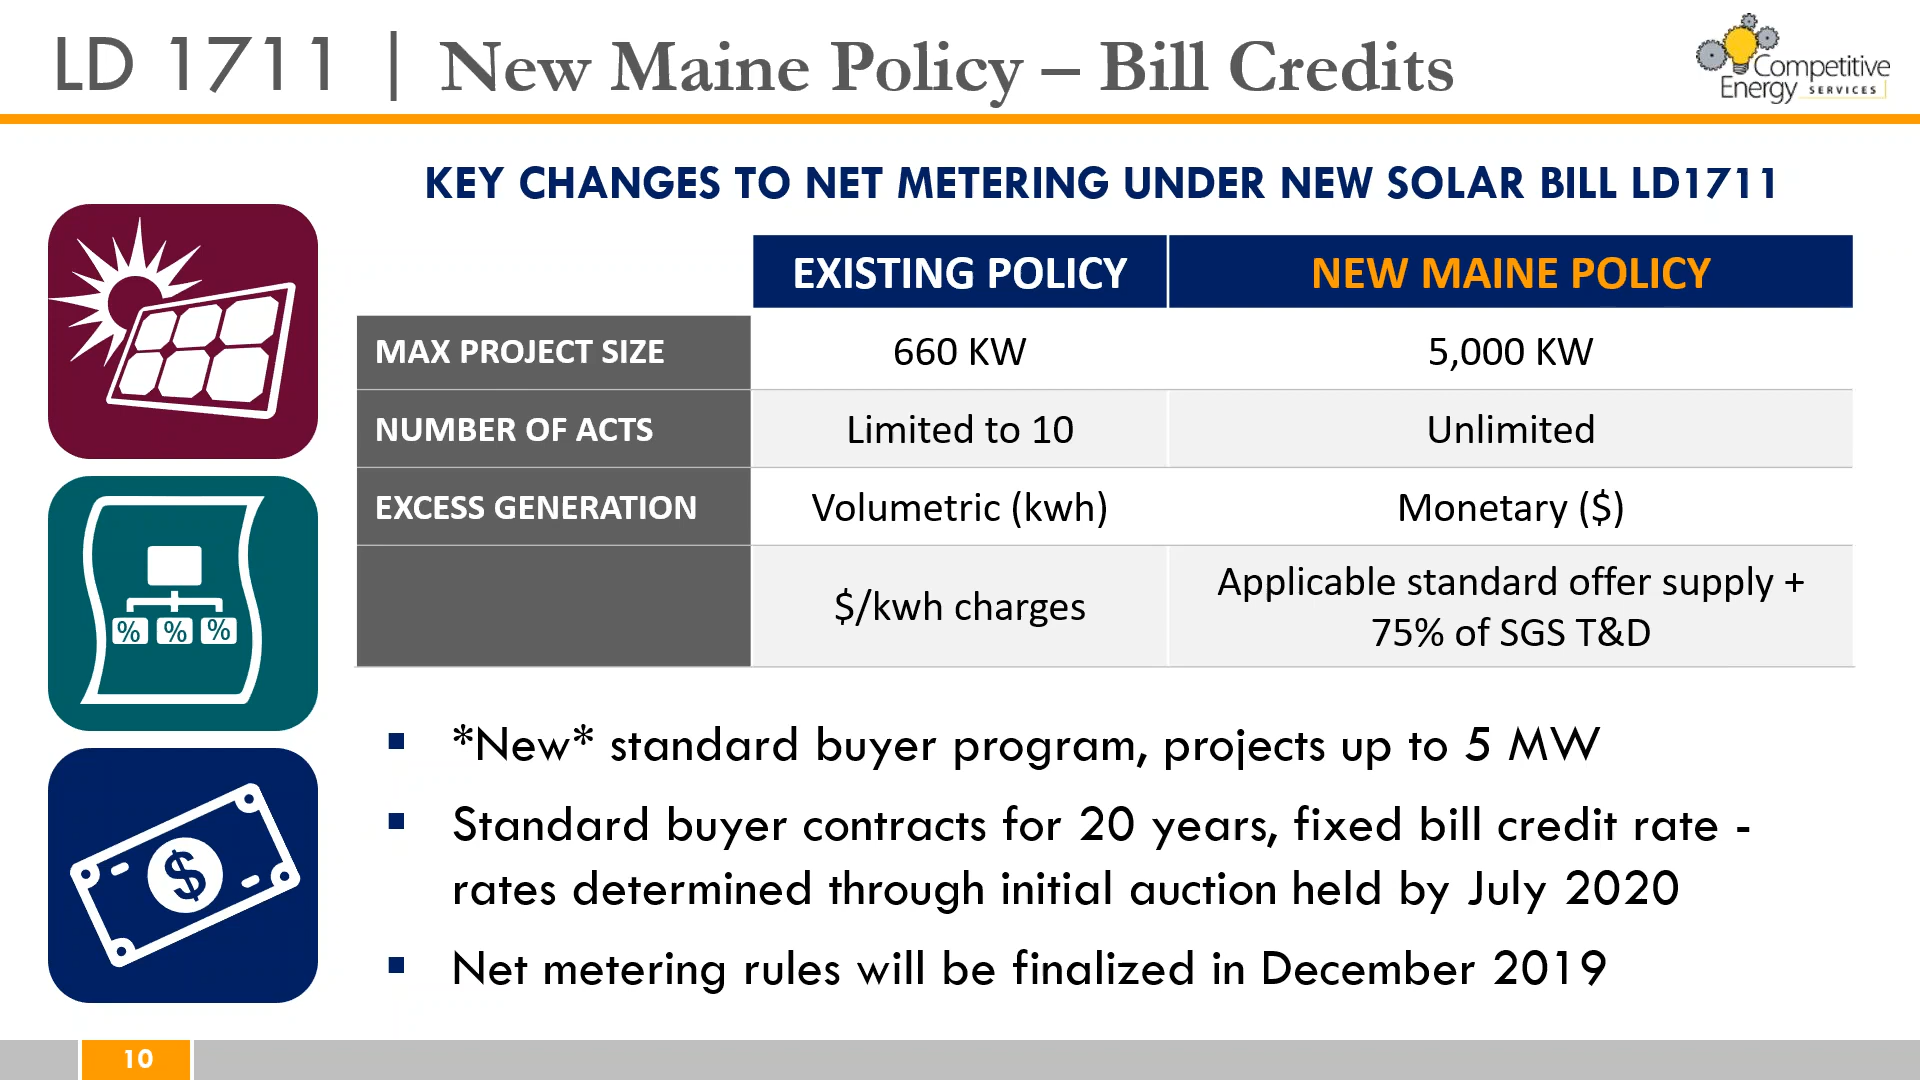 LD 1711 | New Maine Policy – Bill Credits
Competitive
Energy SERVICES
KEY CHANGES TO NET METERING UNDER NEW SOLAR BILL LD1711
EXISTING POLICY NEW MAINE POLICY
MAX PROJECT SIZE 660 KW 5,000 KW
NUMBER OF ACTS Limited to 10 Unlimited
EXCESS GENERATION Volumetric (kwh) Monetary ($)
$/kwh charges
Applicable standard offer supply +
75% of SGS T&D
% % %
$
▪ *New* standard buyer program, projects up to 5 MW
▪ Standard buyer contracts for 20 years, fixed bill credit rate -
rates determined through initial auction held by July 2020
▪ Net metering rules will be finalized in December 2019
10